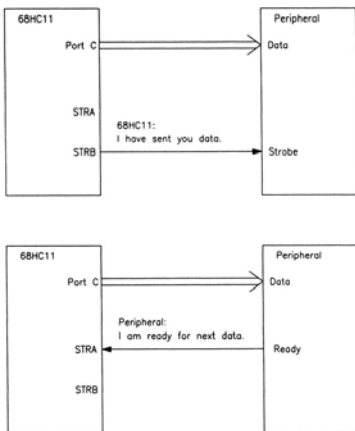 68HC11
Peripheral
Port C
Data
STRA
68HC11:
I have sent you data.
STRB
Strobe
68HC11
Peripheral
Port C
Data
Peripheral:
I am ready for next data.
STRA
Ready
STRB